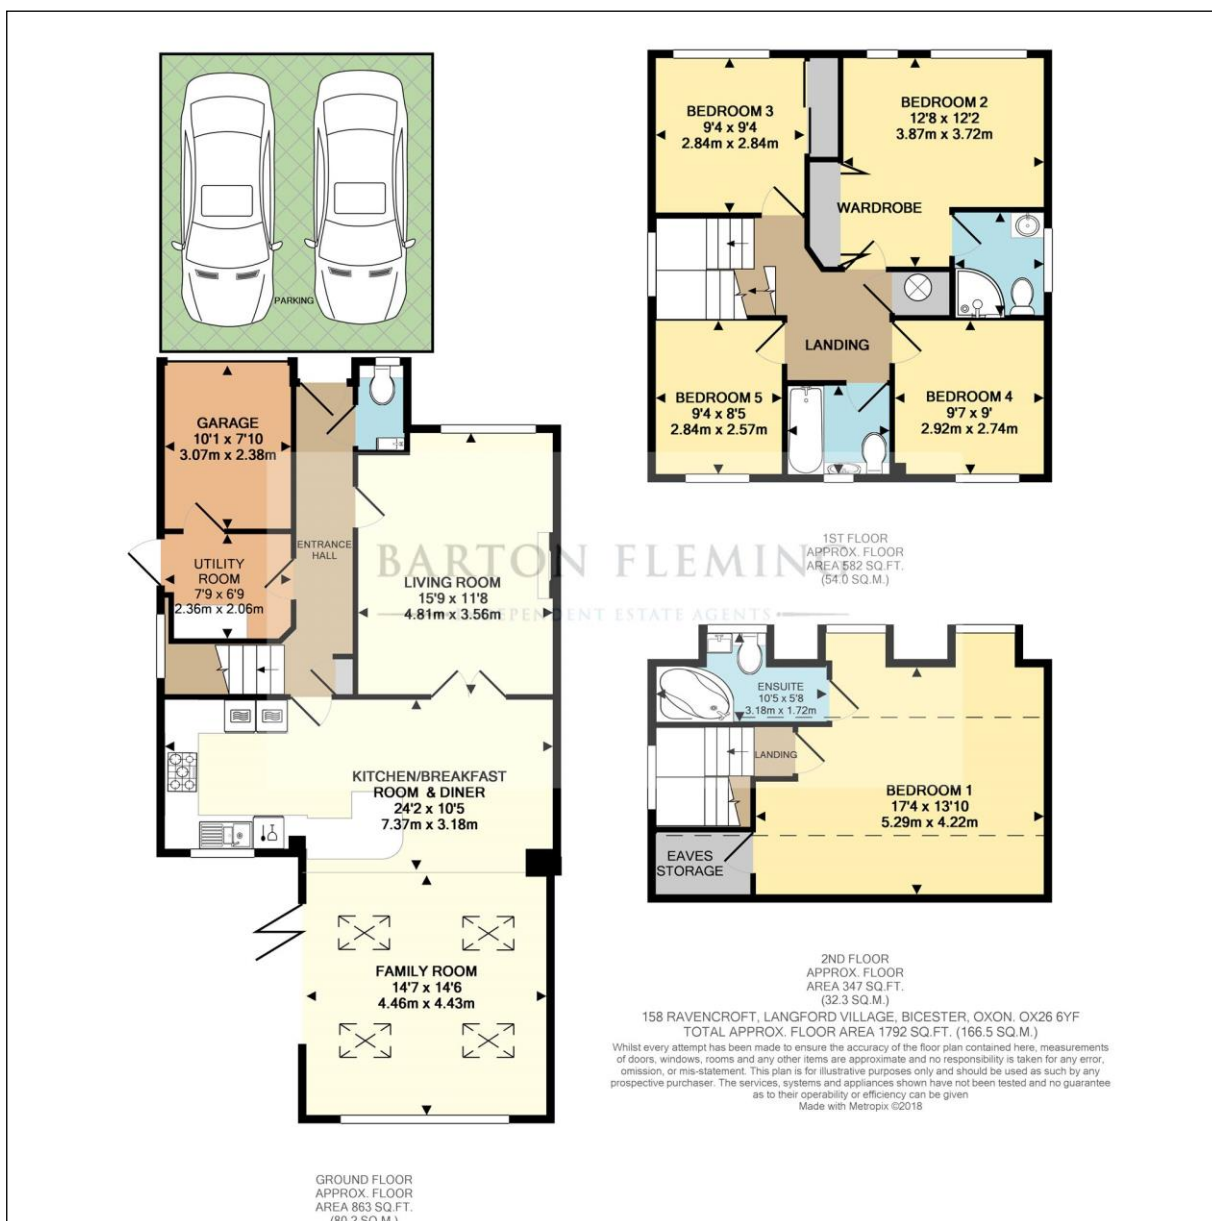 PARKING
GARAGE
10'1 x 7'10
3.07m x 2.38m
UTILITY
ROOM
7'9 x 6'9
2.36m x 2.06m
ENTRANCE
HALL
LIVING ROOM
15'9 x 11'8
4.81m x 3.56m
KITCHEN/BREAKFAST
ROOM & DINER
24'2 x 10'5
7.37m x 3.18m
FAMILY ROOM
14'7 x 14'6
4.46m x 4.43m
GROUND FLOOR
APPROX. FLOOR
AREA 863 SQ.FT.
(80.2 SQ.M.)
BEDROOM 3
9'4 x 9'4
2.84m x 2.84m
BEDROOM 2
12'8 x 12'2
3.87m x 3.72m
WARDROBE
LANDING
BEDROOM 5
9'4 x 8'5
2.84m x 2.57m
BEDROOM 4
9'7 x 9'
2.92m x 2.74m
1ST FLOOR
APPROX. FLOOR
AREA 582 SQ.FT.
(54.0 SQ.M.)
BARTON FLEMING
INDEPENDENT ESTATE AGENTS
ENSUITE
10'5 x 5'8
3.18m x 1.72m
LANDING
BEDROOM 1
17'4 x 13'10
5.29m x 4.22m
EAVES
STORAGE
2ND FLOOR
APPROX. FLOOR
AREA 347 SQ.FT.
(32.3 SQ.M.)
158 RAVENCROFT, LANGFORD VILLAGE, BICESTER, OXON. OX26 6YF
TOTAL APPROX. FLOOR AREA 1792 SQ.FT. (166.5 SQ.M.)
Whilst every attempt has been made to ensure the accuracy of the floor plan contained here, measurements
of doors, windows, rooms and any other items are approximate and no responsibility is taken for any error,
omission, or mis-statement. This plan is for illustrative purposes only and should be used as such by any
prospective purchaser. The services, systems and appliances shown have not been tested and no guarantee
as to their operability or efficiency can be given
Made with Metropix ©2018